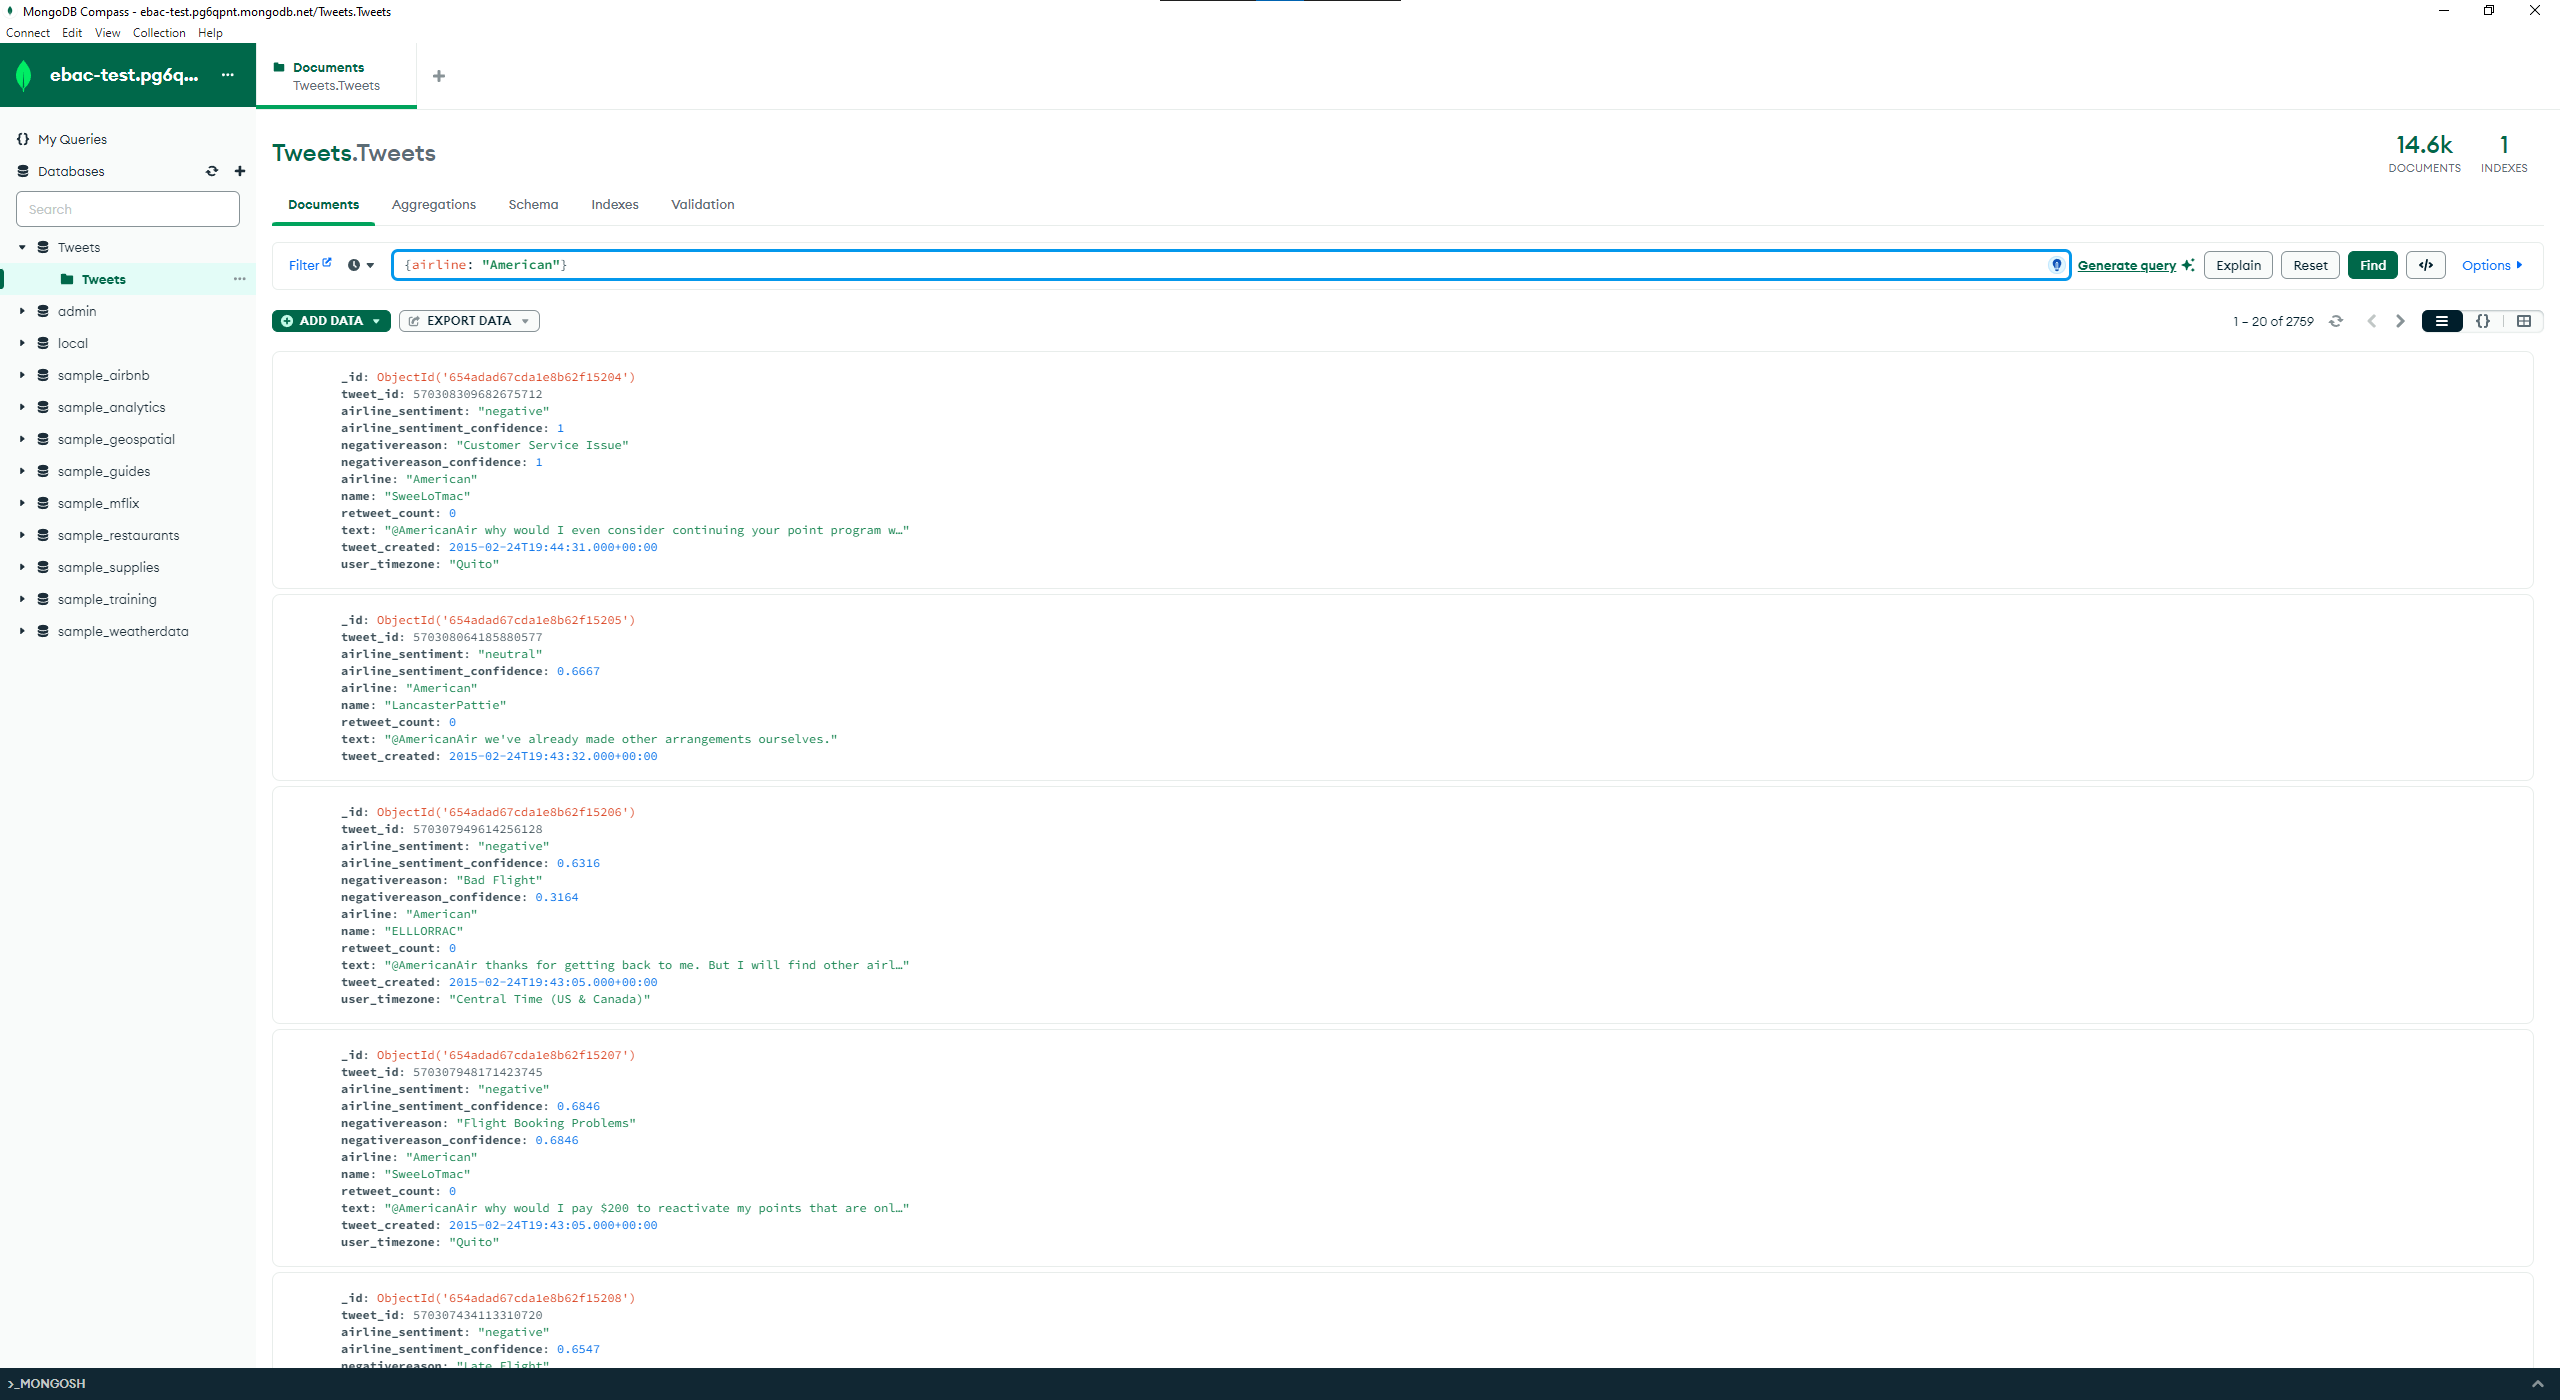 MongoDB Compass - ebac-test.pg6qpnt.mongodb.net/Tweets.Tweets
Connect Edit View Collection Help
ebac-test.pg6q... ...
Documents
Tweets.Tweets
My Queries
Databases
Search
Tweets
Tweets
admin
local
sample_airbnb
sample_analytics
sample_geospatial
sample_guides
sample_mflix
sample_restaurants
sample_supplies
sample_training
sample_weatherdata
Tweets.Tweets
14.6k
DOCUMENTS
1
INDEXES
Documents Aggregations Schema Indexes Validation
Filter {airline: "American"} Generate query Explain Reset Find </> Options
ADD DATA EXPORT DATA 1 – 20 of 2759 {}
_id: ObjectId('654adad67cda1e8b62f15204')
tweet_id: 570308309682675712
airline_sentiment: "negative"
airline_sentiment_confidence: 1
negativereason: "Customer Service Issue"
negativereason_confidence: 1
airline: "American"
name: "SweeLoTmac"
retweet_count: 0
text: "@AmericanAir why would I even consider continuing your point program w…"
tweet_created: 2015-02-24T19:44:31.000+00:00
user_timezone: "Quito"
_id: ObjectId('654adad67cda1e8b62f15205')
tweet_id: 570308064185880577
airline_sentiment: "neutral"
airline_sentiment_confidence: 0.6667
airline: "American"
name: "LancasterPattie"
retweet_count: 0
text: "@AmericanAir we've already made other arrangements ourselves."
tweet_created: 2015-02-24T19:43:32.000+00:00
_id: ObjectId('654adad67cda1e8b62f15206')
tweet_id: 570307949614256128
airline_sentiment: "negative"
airline_sentiment_confidence: 0.6316
negativereason: "Bad Flight"
negativereason_confidence: 0.3164
airline: "American"
name: "ELLLORRAC"
retweet_count: 0
text: "@AmericanAir thanks for getting back to me. But I will find other airl…"
tweet_created: 2015-02-24T19:43:05.000+00:00
user_timezone: "Central Time (US & Canada)"
_id: ObjectId('654adad67cda1e8b62f15207')
tweet_id: 570307948171423745
airline_sentiment: "negative"
airline_sentiment_confidence: 0.6846
negativereason: "Flight Booking Problems"
negativereason_confidence: 0.6846
airline: "American"
name: "SweeLoTmac"
retweet_count: 0
text: "@AmericanAir why would I pay $200 to reactivate my points that are onl…"
tweet_created: 2015-02-24T19:43:05.000+00:00
user_timezone: "Quito"
_id: ObjectId('654adad67cda1e8b62f15208')
tweet_id: 570307434113310720
airline_sentiment: "negative"
airline_sentiment_confidence: 0.6547
negativereason: "Late Flight"
>_MONGOSH